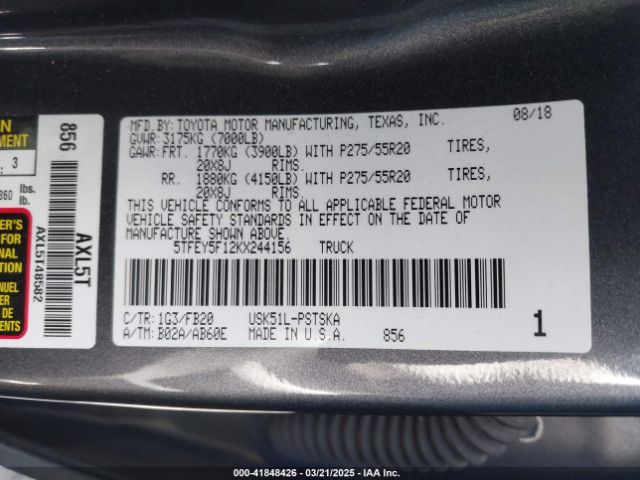 MFD.BY: TOYOTA MOTOR MANUFACTURING, TEXAS, INC. 08/18
GVWR: 3175KG (7000LB)
GAWR: FRT. 1770KG (3900LB) WITH P275/55R20 TIRES,
20X8J RIMS.
RR. 1880KG (4150LB) WITH P275/55R20 TIRES,
20X8J RIMS.
THIS VEHICLE CONFORMS TO ALL APPLICABLE FEDERAL MOTOR
VEHICLE SAFETY STANDARDS IN EFFECT ON THE DATE OF
MANUFACTURE SHOWN ABOVE.
5TFEY5F12KX244156 TRUCK
C/TR: 1G3/FB20 USK51L-PSTSKA
A/TM: B02A/AB60E MADE IN U.S.A. 856 1
856
AXL5T
AXL5T48582
3
860 lbs.
lb.
000-41848426 - 03/21/2025 - IAA Inc.